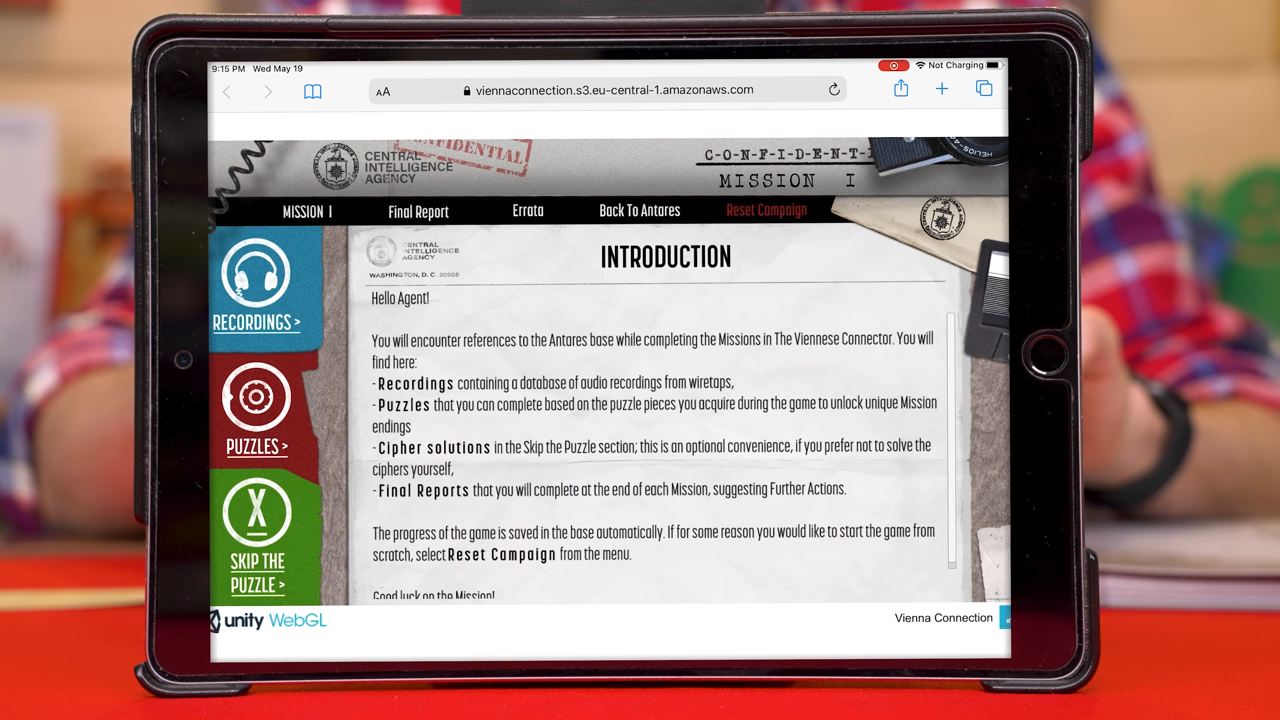 9:15 PM Wed May 19
Not Charging
AA
viennaconnection.s3.eu-central-1.amazonaws.com
CENTRAL
INTELLIGENCE
AGENCY
C-O-N-F-I-D-E-N-T-
HELIOS-4
MISSION I
MISSION I Final Report Errata Back To Antares Reset Campaign
CENTRAL
INTELLIGENCE
AGENCY
WASHINGTON, D.C. 20505
INTRODUCTION
RECORDINGS >
PUZZLES >
X
SKIP THE
PUZZLE >
Hello Agent!
You will encounter references to the Antares base while completing the Missions in The Viennese Connector. You will
find here:
-Recordings containing a database of audio recordings from wiretaps,
-Puzzles that you can complete based on the puzzle pieces you acquire during the game to unlock unique Mission
endings
-Cipher solutions in the Skip the Puzzle section; this is an optional convenience, if you prefer not to solve the
ciphers yourself,
-Final Reports that you will complete at the end of each Mission, suggesting Further Actions.
The progress of the game is saved in the base automatically. If for some reason you would like to start the game from
scratch, select Reset Campaign from the menu.
Good luck on the Mission!
unity WebGL
Vienna Connection